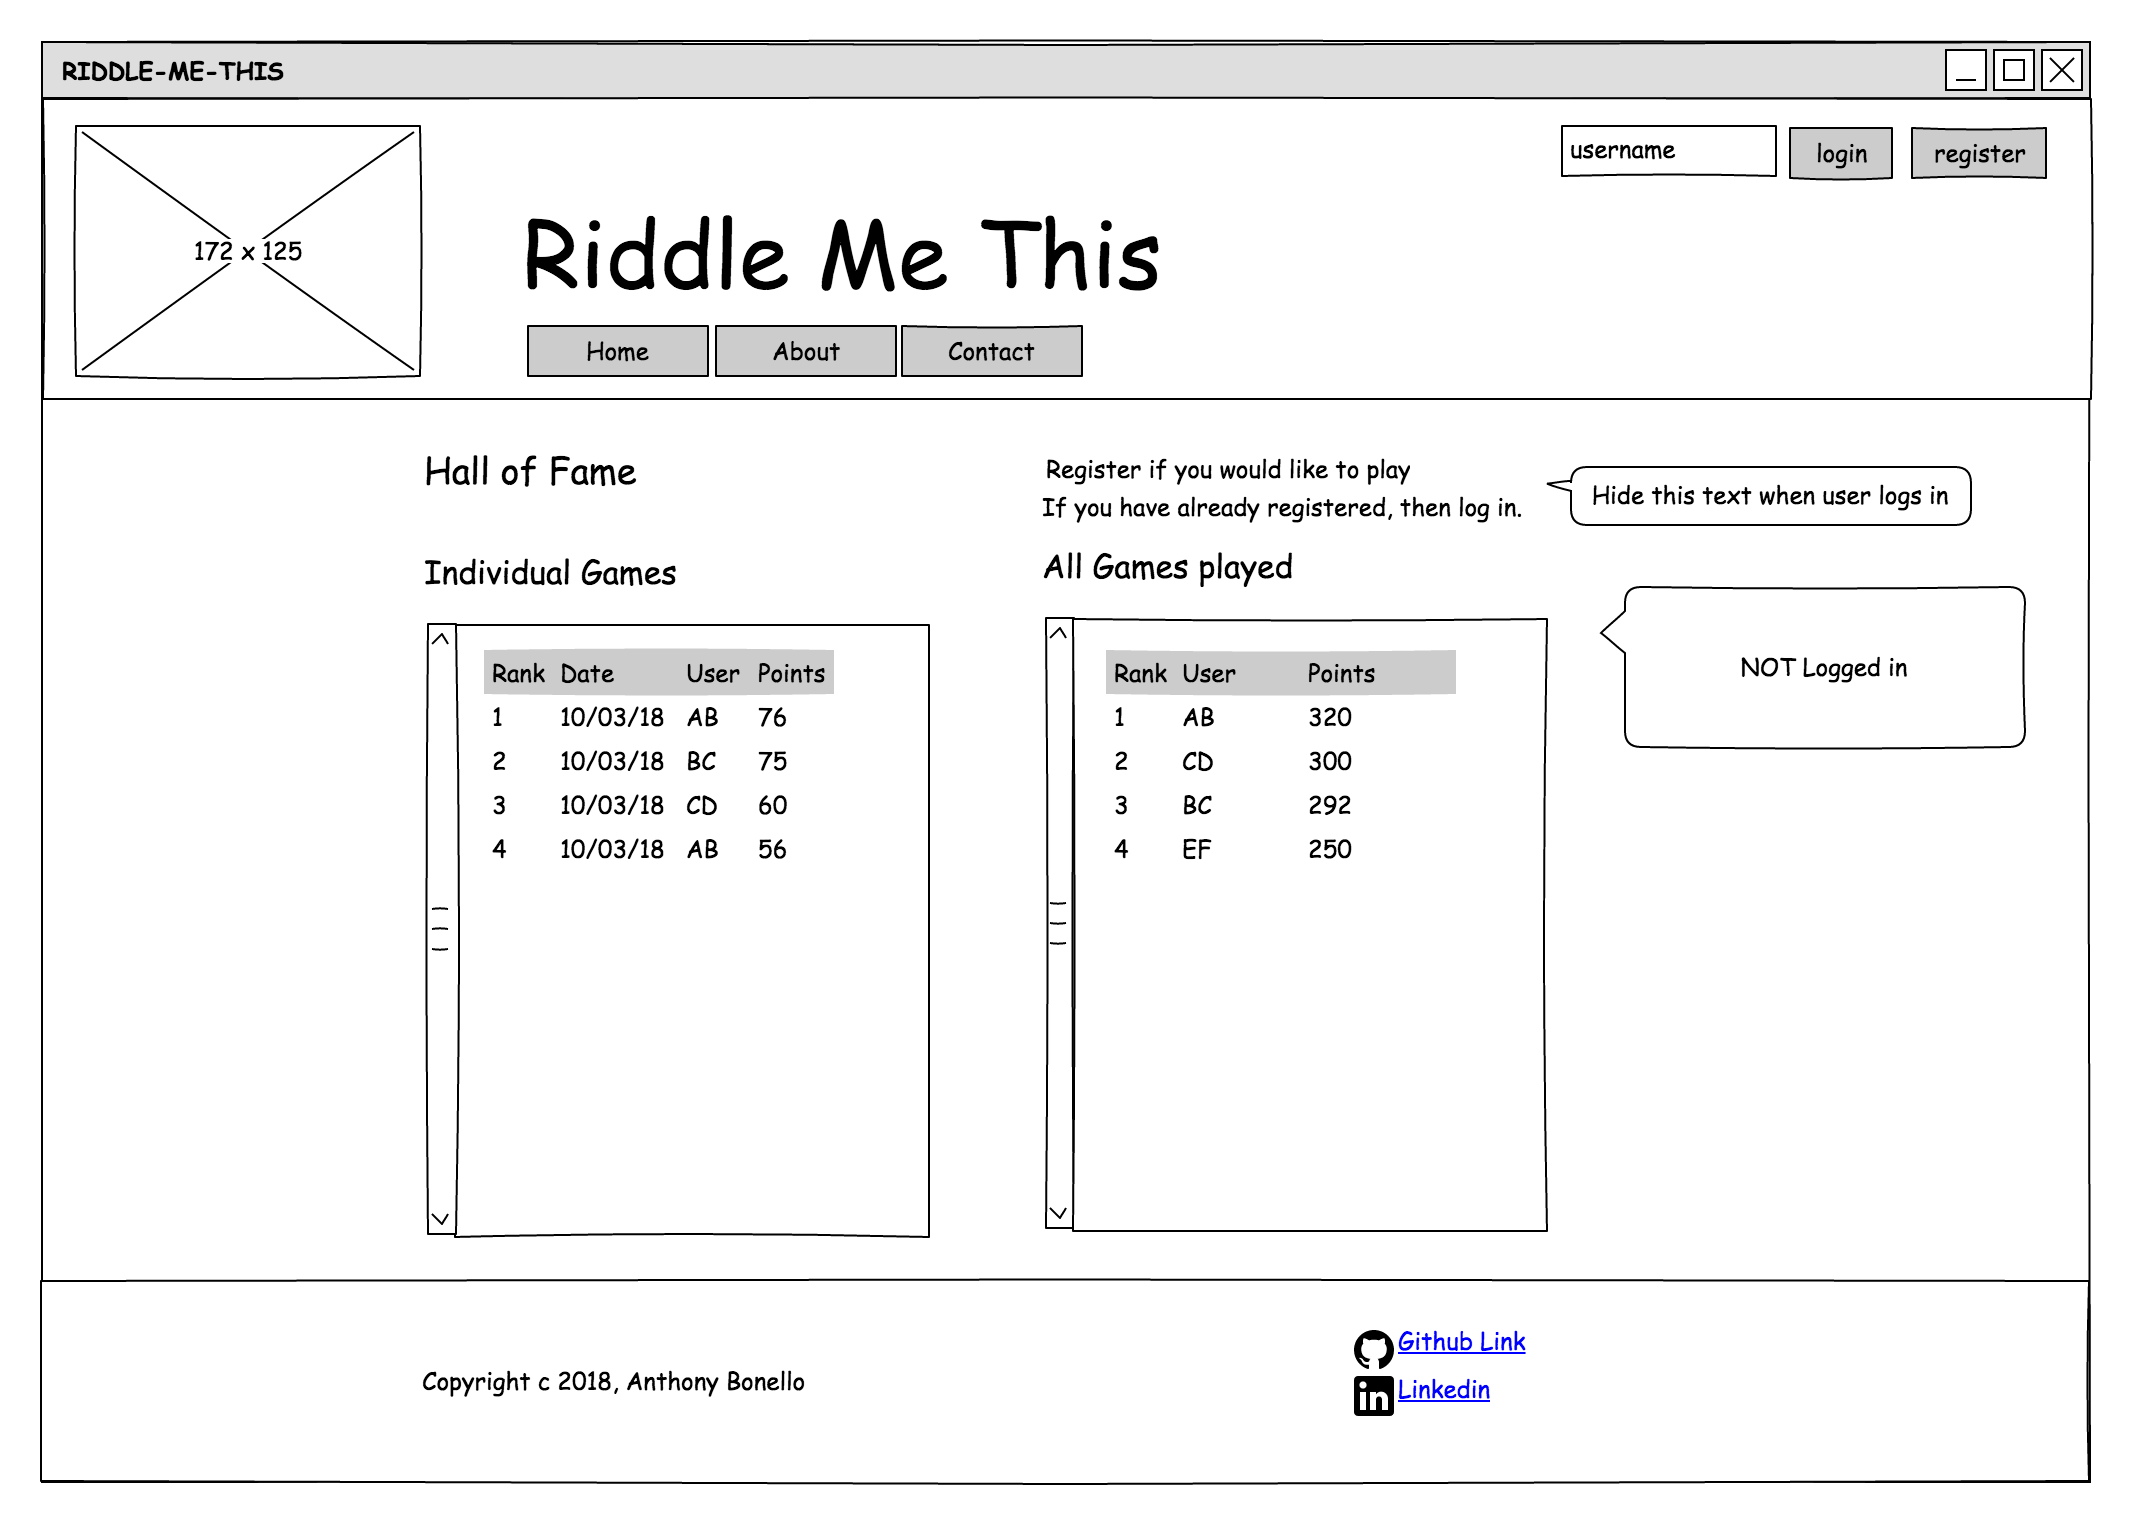 RIDDLE-ME-THIS
172 x 125
username
login
register
Riddle Me This
Home
About
Contact
Hall of Fame
Register if you would like to play
If you have already registered, then log in.
Hide this text when user logs in
Individual Games
All Games played
NOT Logged in
Rank Date User Points
1 10/03/18 AB 76
2 10/03/18 BC 75
3 10/03/18 CD 60
4 10/03/18 AB 56
Rank User Points
1 AB 320
2 CD 300
3 BC 292
4 EF 250
Copyright c 2018, Anthony Bonello
Github Link
in
Linkedin